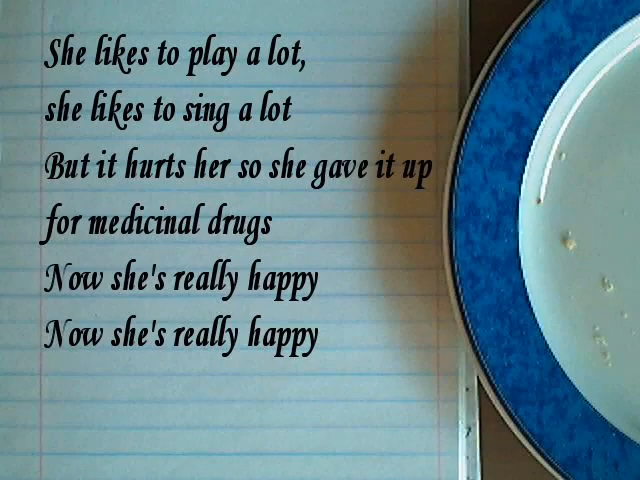 She likes to play a lot,
she likes to sing a lot
But it hurts her so she gave it up
for medicinal drugs
Now she's really happy
Now she's really happy